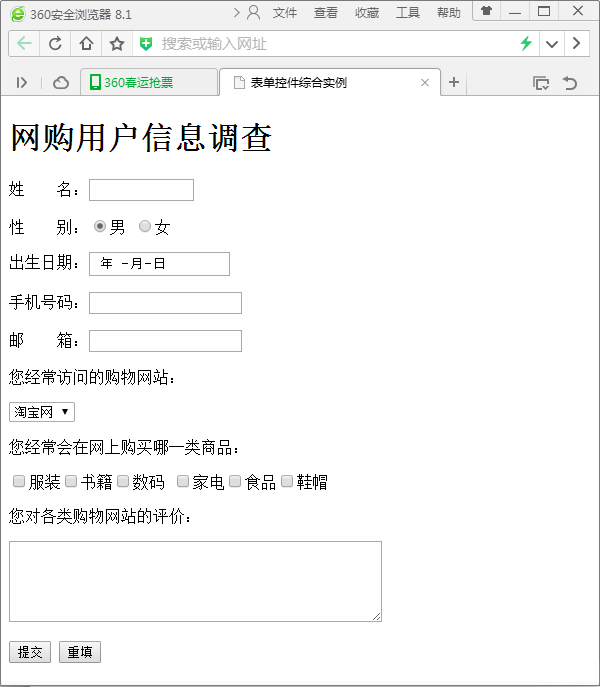 360安全浏览器 8.1 文件 查看 收藏 工具 帮助
搜索或输入网址
360春运抢票 表单控件综合实例
网购用户信息调查
姓 名：
性 别： 男 女
出生日期： 年 -月-日
手机号码：
邮 箱：
您经常访问的购物网站：
淘宝网
您经常会在网上购买哪一类商品：
服装 书籍 数码 家电 食品 鞋帽
您对各类购物网站的评价：
提交 重填